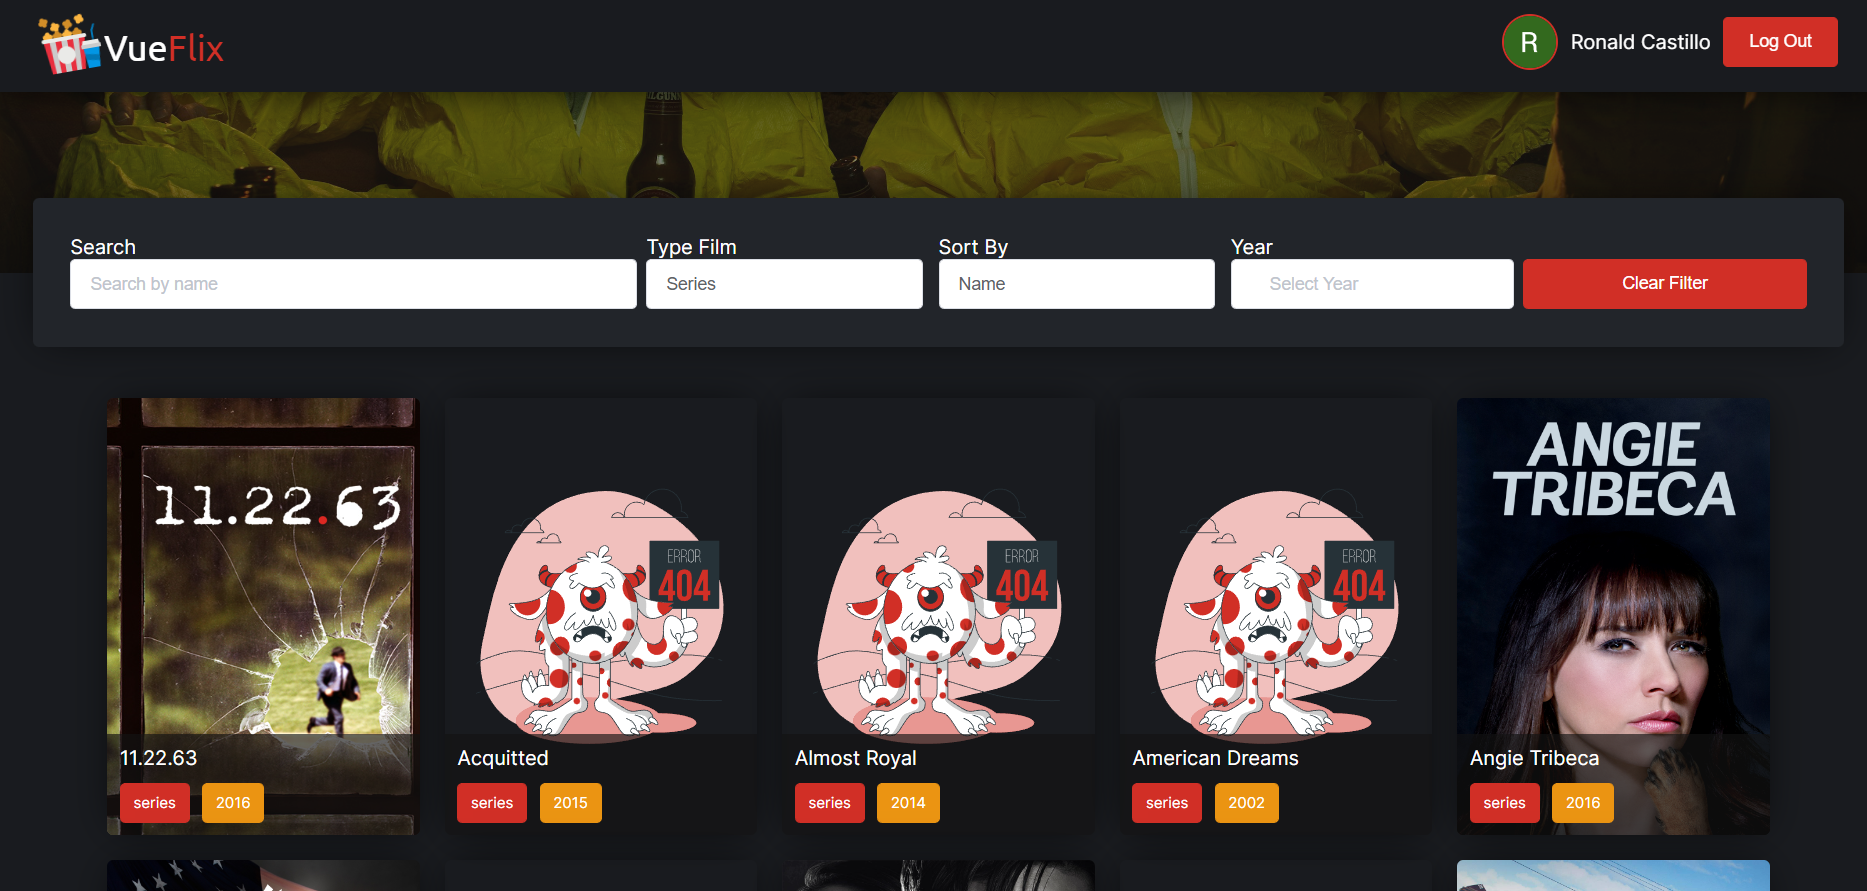 VueFlix
R
Ronald Castillo
Log Out
Search
Type Film
Sort By
Year
Search by name
Series
Name
Select Year
Clear Filter
11.22.63
ERROR
404
ERROR
404
ERROR
404
ANGIE
TRIBECA
11.22.63
Acquitted
Almost Royal
American Dreams
Angie Tribeca
series
2016
series
2015
series
2014
series
2002
series
2016